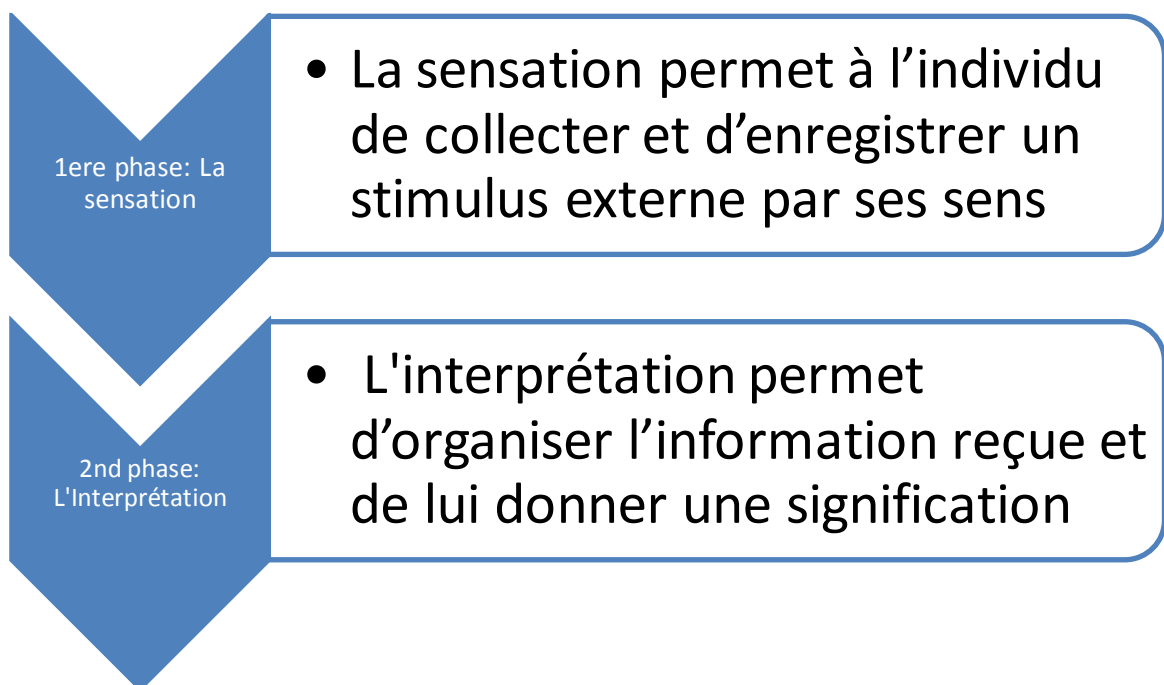 1ere phase: La
sensation
• La sensation permet à l’individu
de collecter et d’enregistrer un
stimulus externe par ses sens
2nd phase:
L'Interprétation
• L'interprétation permet
d’organiser l’information reçue et
de lui donner une signification